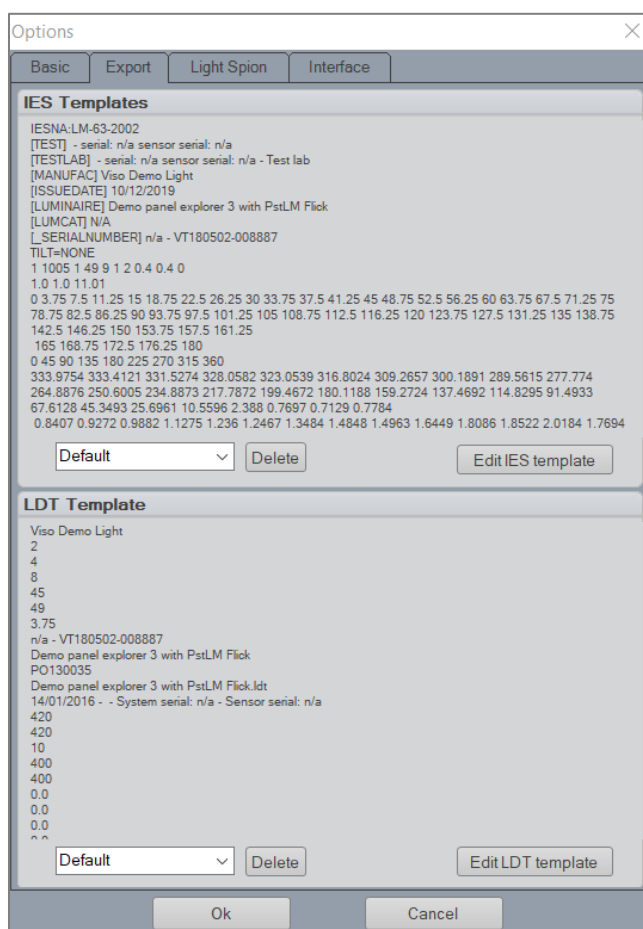 Options
Basic Export Light Spion Interface
IES Templates
IESNA:LM-63-2002
[TEST] - serial: n/a sensor serial: n/a
[TESTLAB] - serial: n/a sensor serial: n/a - Test lab
[MANUFAC] Viso Demo Light
[ISSUEDATE] 10/12/2019
[LUMINAIRE] Demo panel explorer 3 with PstLM Flick
[LUMCAT] N/A
[_SERIALNUMBER] n/a - VT180502-008887
TILT=NONE
1 1005 1 49 9 1 2 0.4 0.4 0
1.0 1.0 11.01
0 3.75 7.5 11.25 15 18.75 22.5 26.25 30 33.75 37.5 41.25 45 48.75 52.5 56.25 60 63.75 67.5 71.25 75
78.75 82.5 86.25 90 93.75 97.5 101.25 105 108.75 112.5 116.25 120 123.75 127.5 131.25 135 138.75
142.5 146.25 150 153.75 157.5 161.25
165 168.75 172.5 176.25 180
0 45 90 135 180 225 270 315 360
333.9754 333.4121 331.5274 328.0582 323.0539 316.8024 309.2657 300.1891 289.5615 277.774
264.8876 250.6005 234.8873 217.7872 199.4672 180.1188 159.2724 137.4692 114.8295 91.4933
67.6128 45.3493 25.6961 10.5596 2.388 0.7697 0.7129 0.7784
0.8407 0.9272 0.9882 1.1275 1.236 1.2467 1.3484 1.4848 1.4963 1.6449 1.8086 1.8522 2.0184 1.7694
Default Delete Edit IES template
LDT Template
Viso Demo Light
2
4
8
45
49
3.75
n/a - VT180502-008887
Demo panel explorer 3 with PstLM Flick
PO130035
Demo panel explorer 3 with PstLM Flick.ldt
14/01/2016 - - System serial: n/a - Sensor serial: n/a
420
420
10
400
400
0.0
0.0
0.0
Default Delete Edit LDT template
Ok Cancel